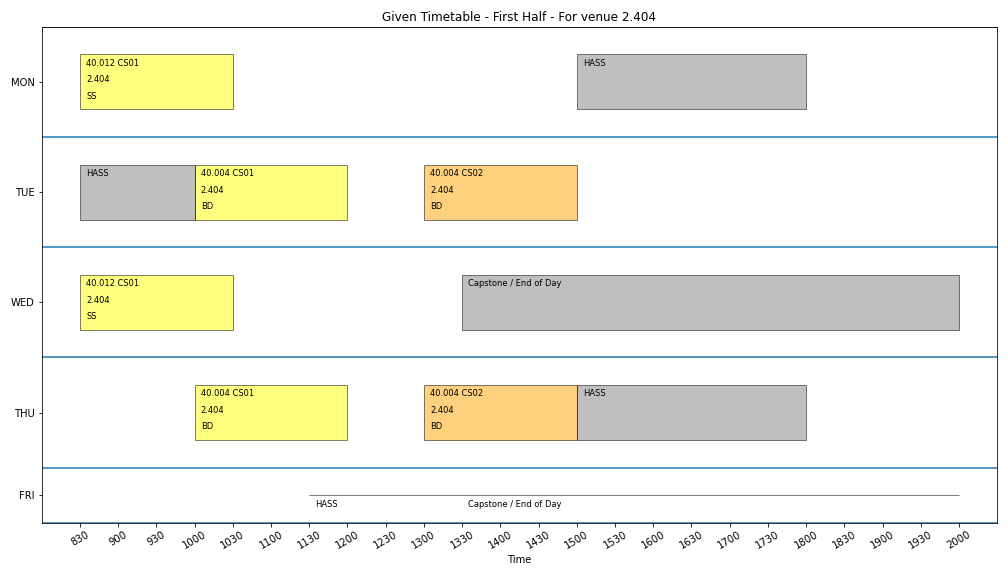 Given Timetable - First Half - For venue 2.404
MON
40.012 CS01
2.404
SS
HASS
TUE
HASS
40.004 CS01
2.404
BD
40.004 CS02
2.404
BD
WED
40.012 CS01
2.404
SS
Capstone / End of Day
THU
40.004 CS01
2.404
BD
40.004 CS02
2.404
BD
HASS
FRI
HASS
Capstone / End of Day
830 900 930 1000 1030 1100 1130 1200 1230 1300 1330 1400 1430 1500 1530 1600 1630 1700 1730 1800 1830 1900 1930 2000
Time